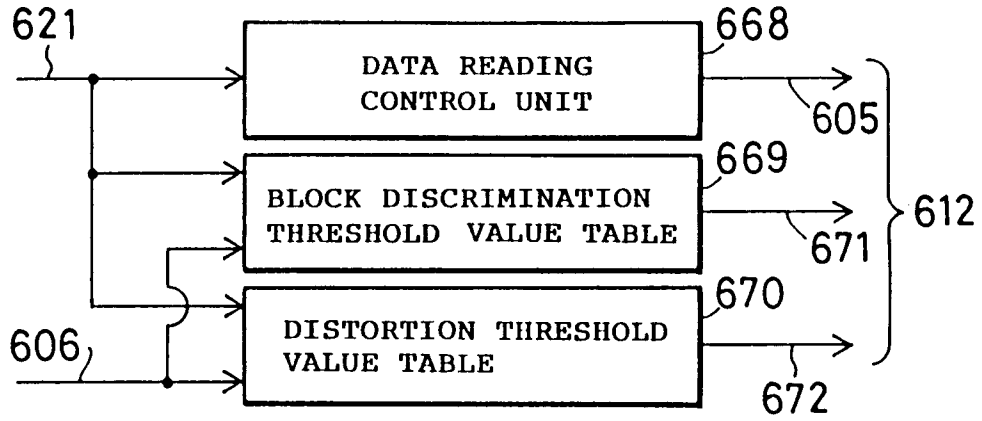 621
668
DATA READING
CONTROL UNIT
605
669
BLOCK DISCRIMINATION
THRESHOLD VALUE TABLE
671
612
606
670
DISTORTION THRESHOLD
VALUE TABLE
672